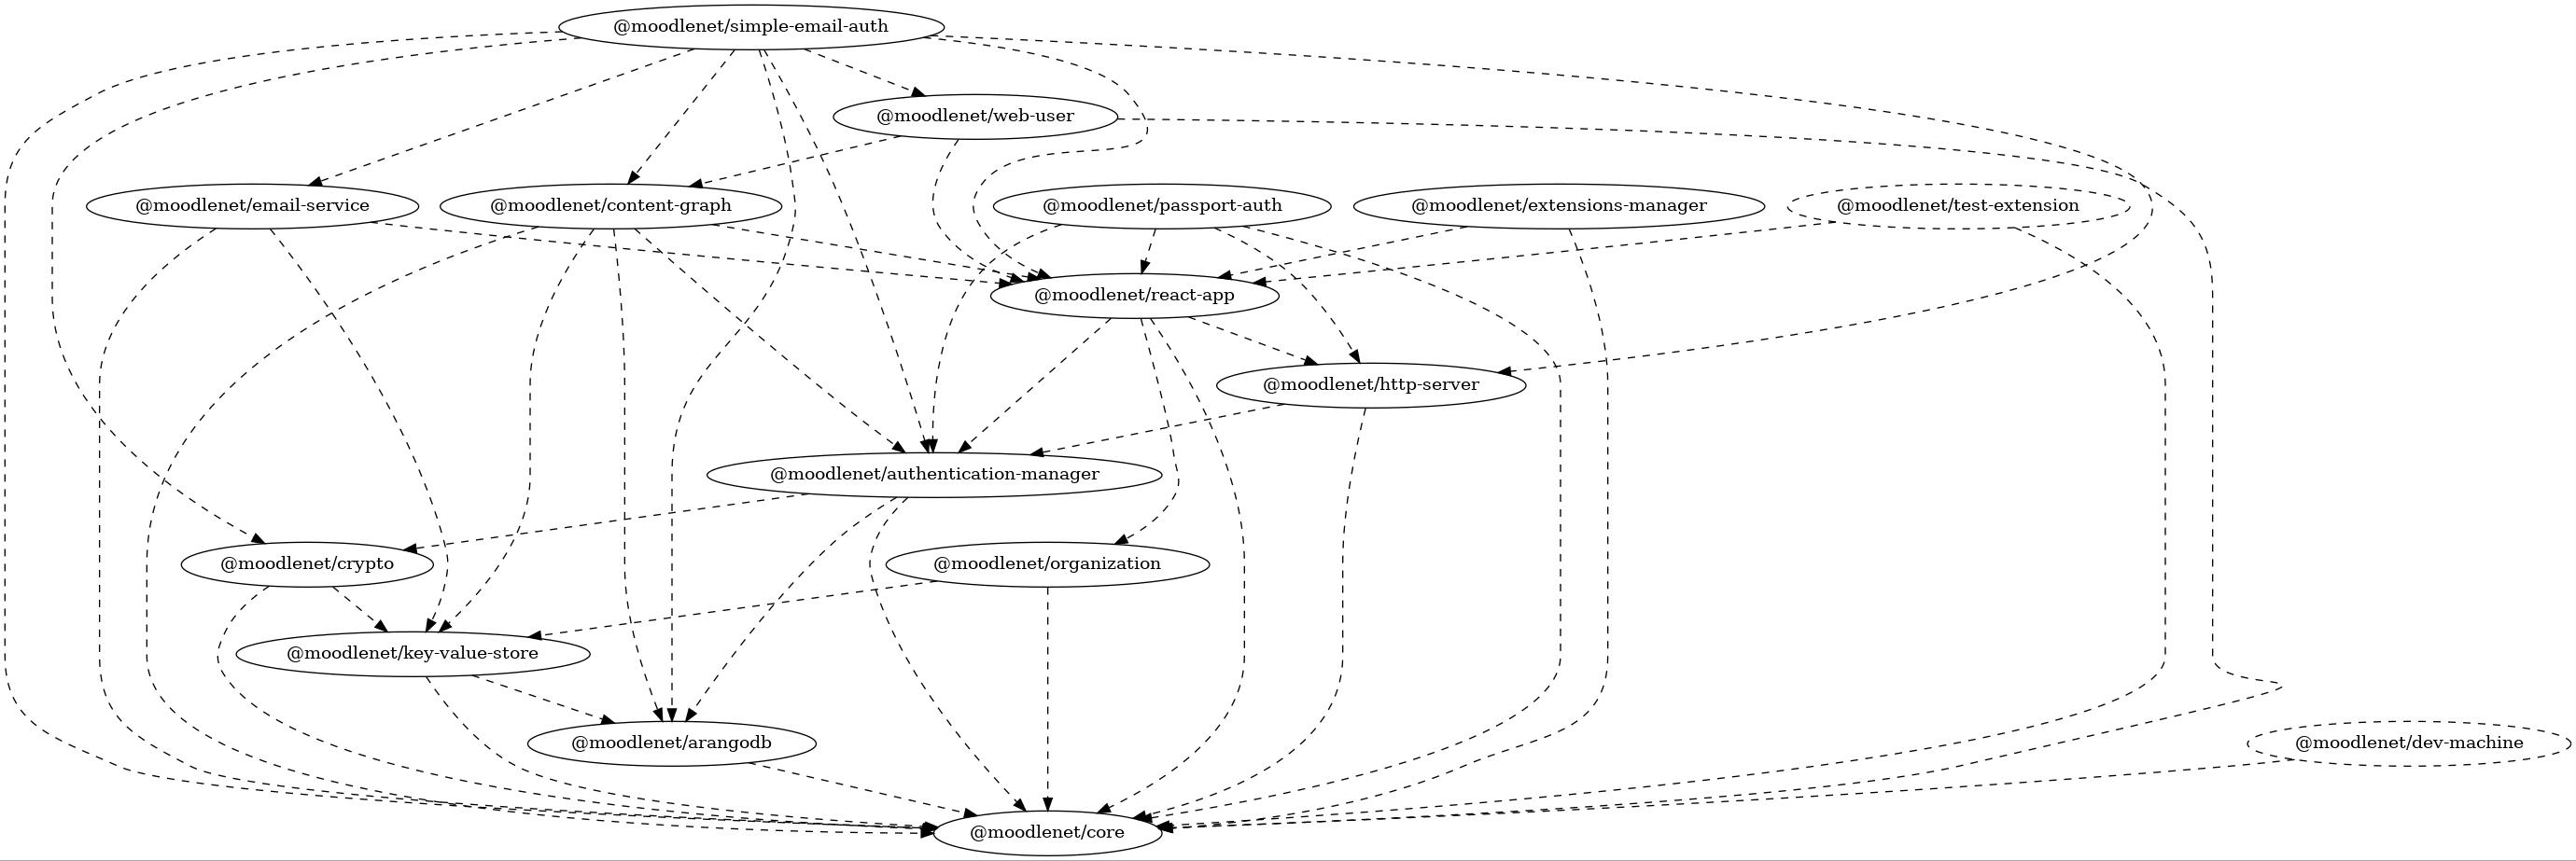 @moodlenet/simple-email-auth
@moodlenet/web-user
@moodlenet/email-service
@moodlenet/content-graph
@moodlenet/passport-auth
@moodlenet/extensions-manager
@moodlenet/test-extension
@moodlenet/react-app
@moodlenet/http-server
@moodlenet/authentication-manager
@moodlenet/crypto
@moodlenet/organization
@moodlenet/key-value-store
@moodlenet/arangodb
@moodlenet/dev-machine
@moodlenet/core